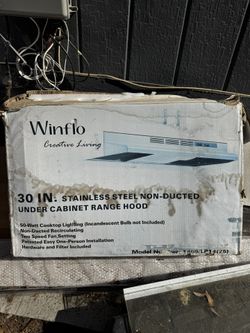 Winflo
Creative Living
30 IN. STAINLESS STEEL NON-DUCTED
UNDER CABINET RANGE HOOD
50-Watt Cooktop Lighting (Incandescent Bulb not Included)
Non-Ducted Recirculating
Two Speed Fan Setting
Patented Easy One-Person Installation
Hardware and Filter Included
Model